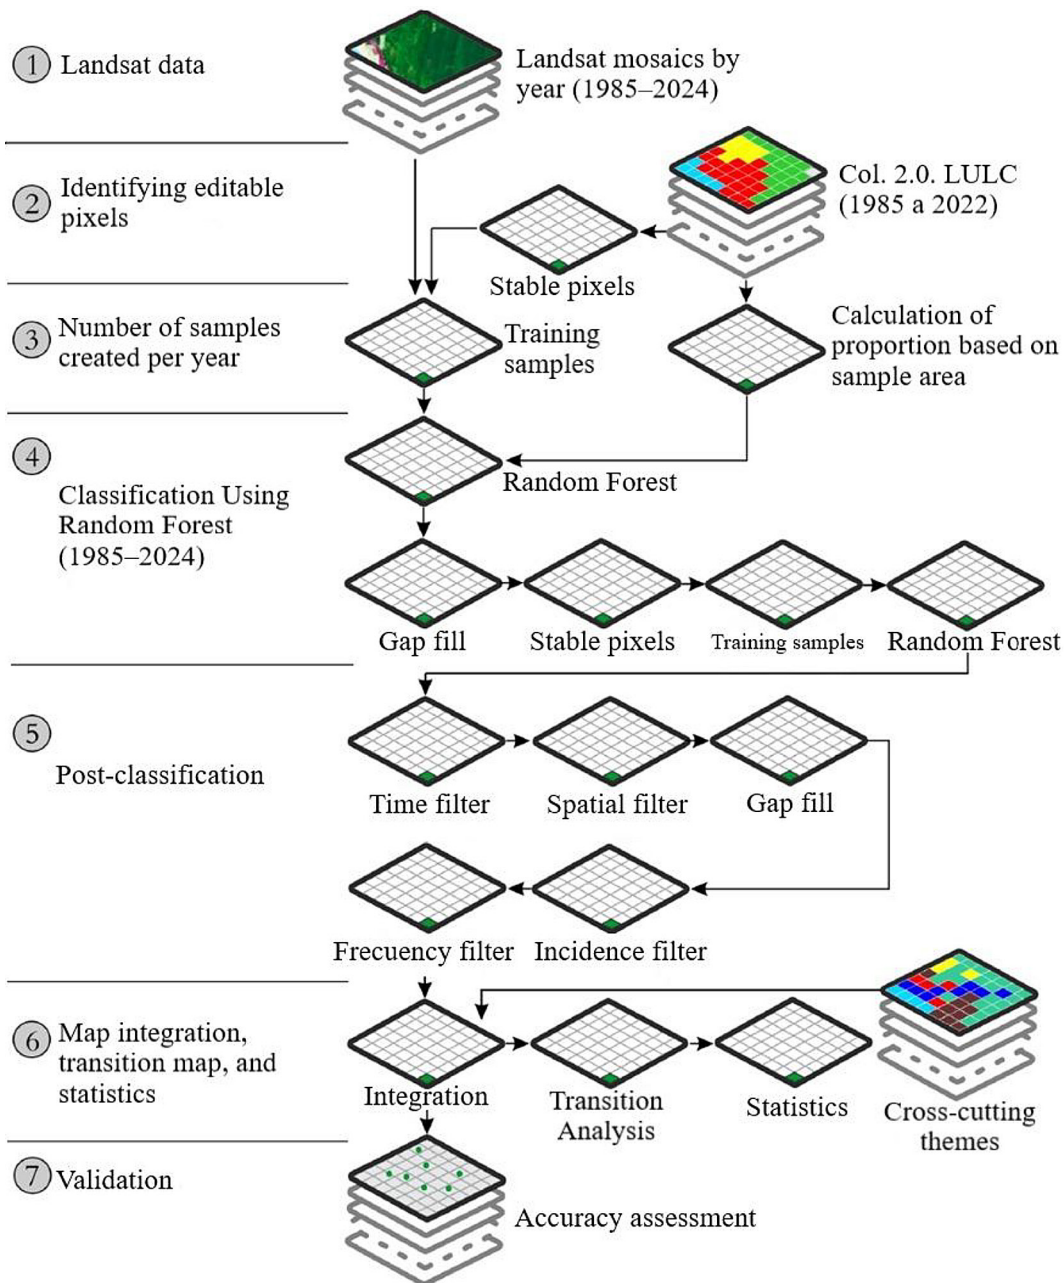 1
Landsat data
Landsat mosaics by
year (1985–2024)
2
Identifying editable
pixels
Col. 2.0. LULC
(1985 a 2022)
Stable pixels
3
Number of samples
created per year
Training
samples
Calculation of
proportion based on
sample area
4
Classification Using
Random Forest
(1985–2024)
Random Forest
Gap fill
Stable pixels
Training samples
Random Forest
5
Post-classification
Time filter
Spatial filter
Gap fill
Frecuency filter
Incidence filter
6
Map integration,
transition map, and
statistics
Integration
Transition
Analysis
Statistics
Cross-cutting
themes
7
Validation
Accuracy assessment